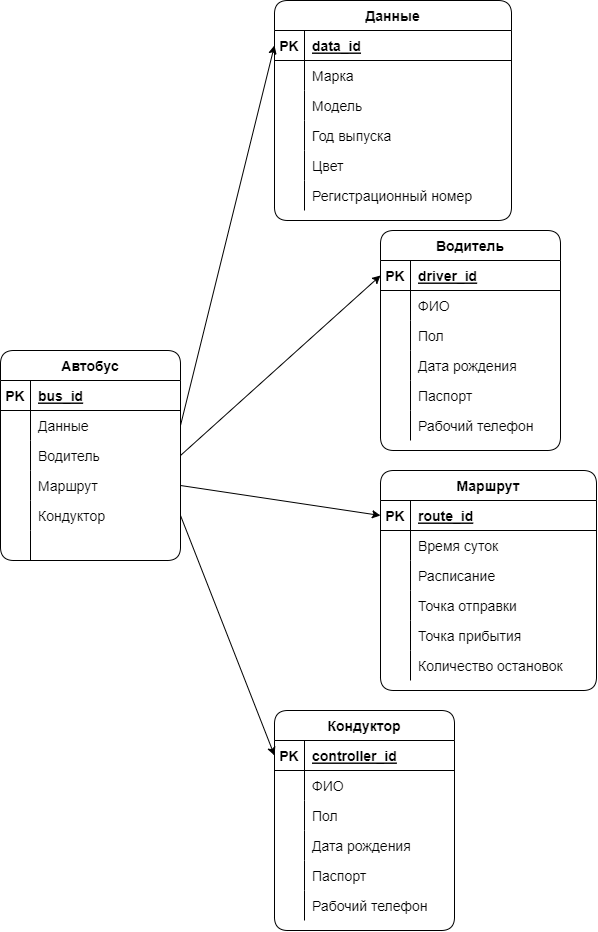 Данные
PK data_id
Марка
Модель
Год выпуска
Цвет
Регистрационный номер
Водитель
PK driver_id
ФИО
Пол
Дата рождения
Паспорт
Рабочий телефон
Автобус
PK bus_id
Данные
Водитель
Маршрут
Кондуктор
Маршрут
PK route_id
Время суток
Расписание
Точка отправки
Точка прибытия
Количество остановок
Кондуктор
PK controller_id
ФИО
Пол
Дата рождения
Паспорт
Рабочий телефон